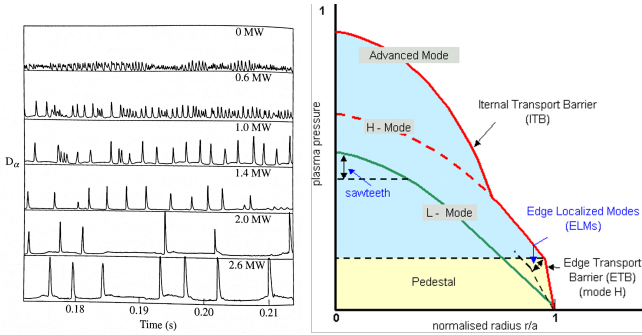 0 MW
0.6 MW
1.0 MW
1.4 MW
2.0 MW
2.6 MW
Dα
0.18
0.19
0.20
0.21
Time (s)
1
plasma pressure
Advanced Mode
Iternal Transport Barrier
(ITB)
H - Mode
sawteeth
L - Mode
Edge Localized Modes
(ELMs)
Edge Transport
Barrier (ETB)
(mode H)
Pedestal
0
1
normalised radius r/a